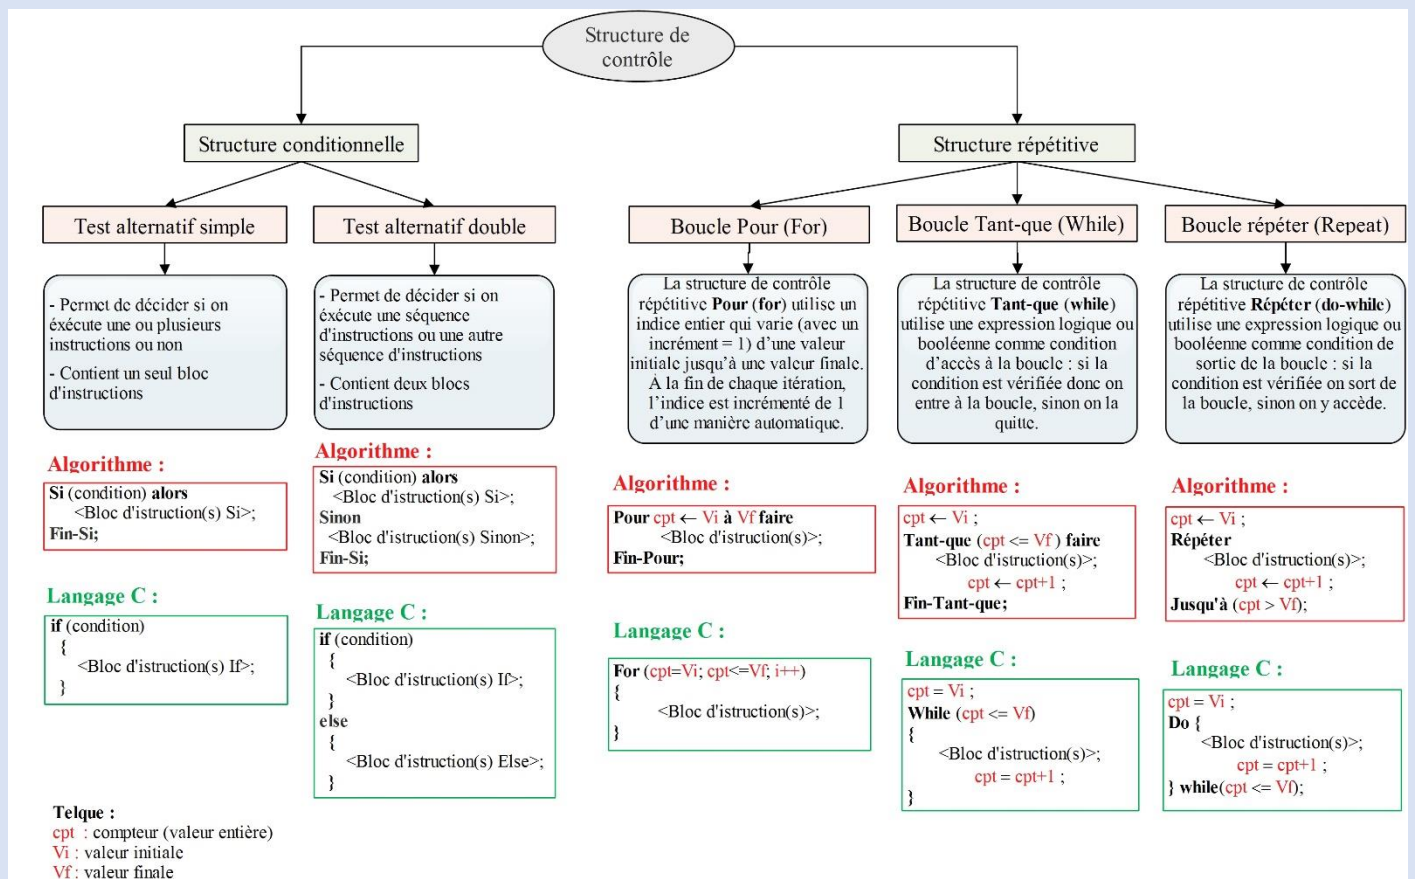 Structure de
contrôle
Structure conditionnelle
Structure répétitive
Test alternatif simple
Test alternatif double
Boucle Pour (For)
Boucle Tant-que (While)
Boucle répéter (Repeat)
- Permet de décider si on
éxécute une ou plusieurs
instructions ou non
- Contient un seul bloc
d'instructions
- Permet de décider si on
éxécute une séquence
d'instructions ou une autre
séquence d'instructions
- Contient deux blocs
d'instructions
La structure de contrôle
répétitive Pour (for) utilise un
indice entier qui varie (avec un
incrément = 1) d'une valeur
initiale jusqu'à une valeur finale.
À la fin de chaque itération,
l'indice est incrémenté de 1
d'une manière automatique.
La structure de contrôle
répétitive Tant-que (while)
utilise une expression logique ou
booléenne comme condition
d'accès à la boucle : si la
condition est vérifiée donc on
entre à la boucle, sinon on la
quitte.
La structure de contrôle
répétitive Répéter (do-while)
utilise une expression logique ou
booléenne comme condition de
sortie de la boucle : si la
condition est vérifiée on sort de
la boucle, sinon on y accède.
Algorithme :
Si (condition) alors
<Bloc d'istruction(s) Si>;
Fin-Si;
Langage C :
if (condition)
{
<Bloc d'istruction(s) If>;
}
Algorithme :
Si (condition) alors
<Bloc d'istruction(s) Si>;
Sinon
<Bloc d'istruction(s) Sinon>;
Fin-Si;
Langage C :
if (condition)
{
<Bloc d'istruction(s) If>;
}
else
{
<Bloc d'istruction(s) Else>;
}
Algorithme :
Pour cpt ← Vi à Vf faire
<Bloc d'istruction(s)>;
Fin-Pour;
Langage C :
For (cpt=Vi; cpt<=Vf; i++)
{
<Bloc d'istruction(s)>;
}
Algorithme :
cpt ← Vi ;
Tant-que (cpt <= Vf ) faire
<Bloc d'istruction(s)>;
cpt ← cpt+1 ;
Fin-Tant-que;
Langage C :
cpt = Vi ;
While (cpt <= Vf)
{
<Bloc d'istruction(s)>;
cpt = cpt+1 ;
}
Algorithme :
cpt ← Vi ;
Répéter
<Bloc d'istruction(s)>;
cpt ← cpt+1 ;
Jusqu'à (cpt > Vf);
Langage C :
cpt = Vi ;
Do {
<Bloc d'istruction(s)>;
cpt = cpt+1 ;
} while(cpt <= Vf);
Telque :
cpt : compteur (valeur entière)
Vi : valeur initiale
Vf : valeur finale